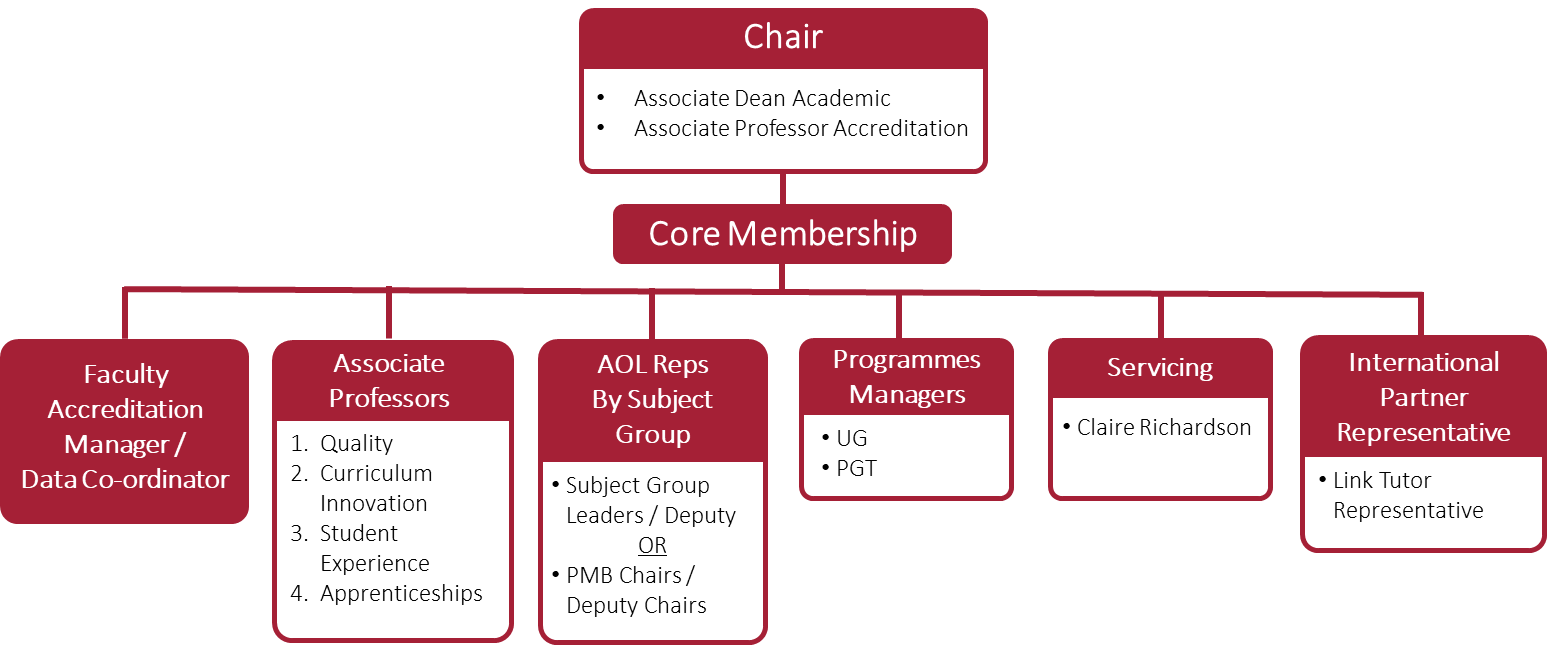 Chair
• Associate Dean Academic
• Associate Professor Accreditation
Core Membership
Faculty
Accreditation
Manager /
Data Co-ordinator
Associate
Professors
1. Quality
2. Curriculum
Innovation
3. Student
Experience
4. Apprenticeships
AOL Reps
By Subject
Group
• Subject Group
Leaders / Deputy
OR
• PMB Chairs /
Deputy Chairs
Programmes
Managers
• UG
• PGT
Servicing
• Claire Richardson
International
Partner
Representative
• Link Tutor
Representative